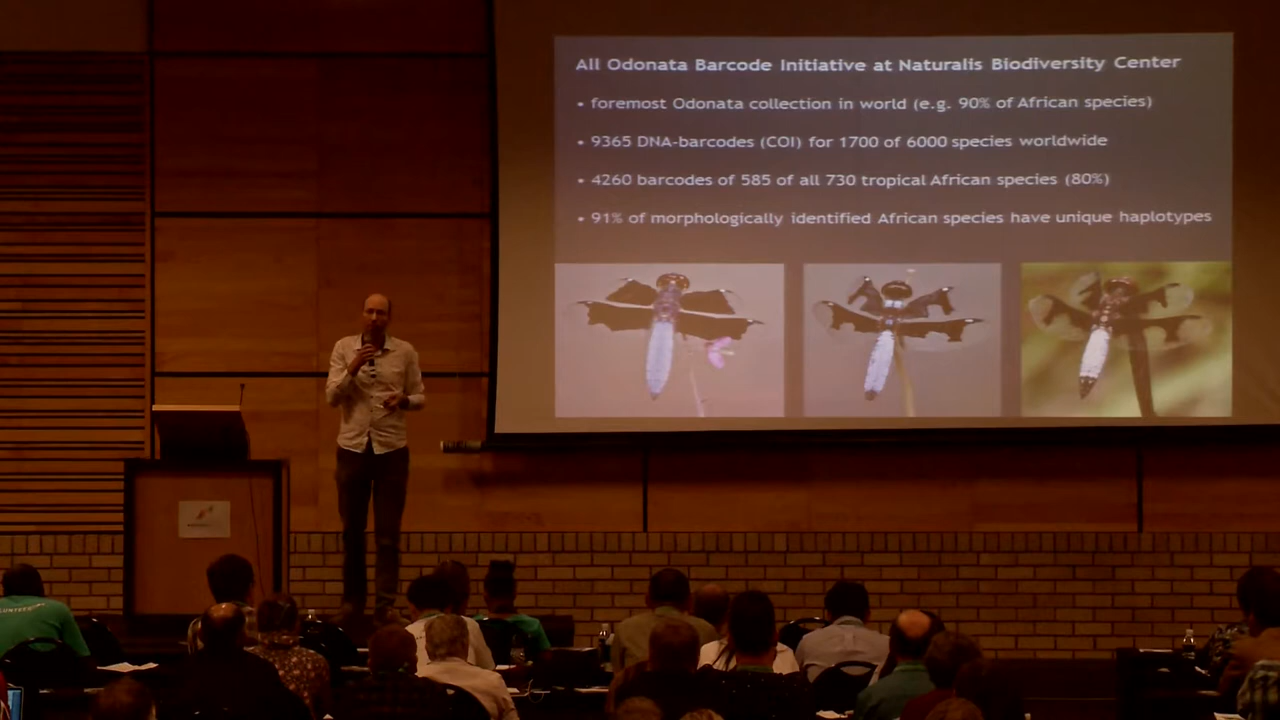 All Odonata Barcode Initiative at Naturalis Biodiversity Center
• foremost Odonata collection in world (e.g. 90% of African species)
• 9365 DNA-barcodes (COI) for 1700 of 6000 species worldwide
• 4260 barcodes of 585 of all 730 tropical African species (80%)
• 91% of morphologically identified African species have unique haplotypes